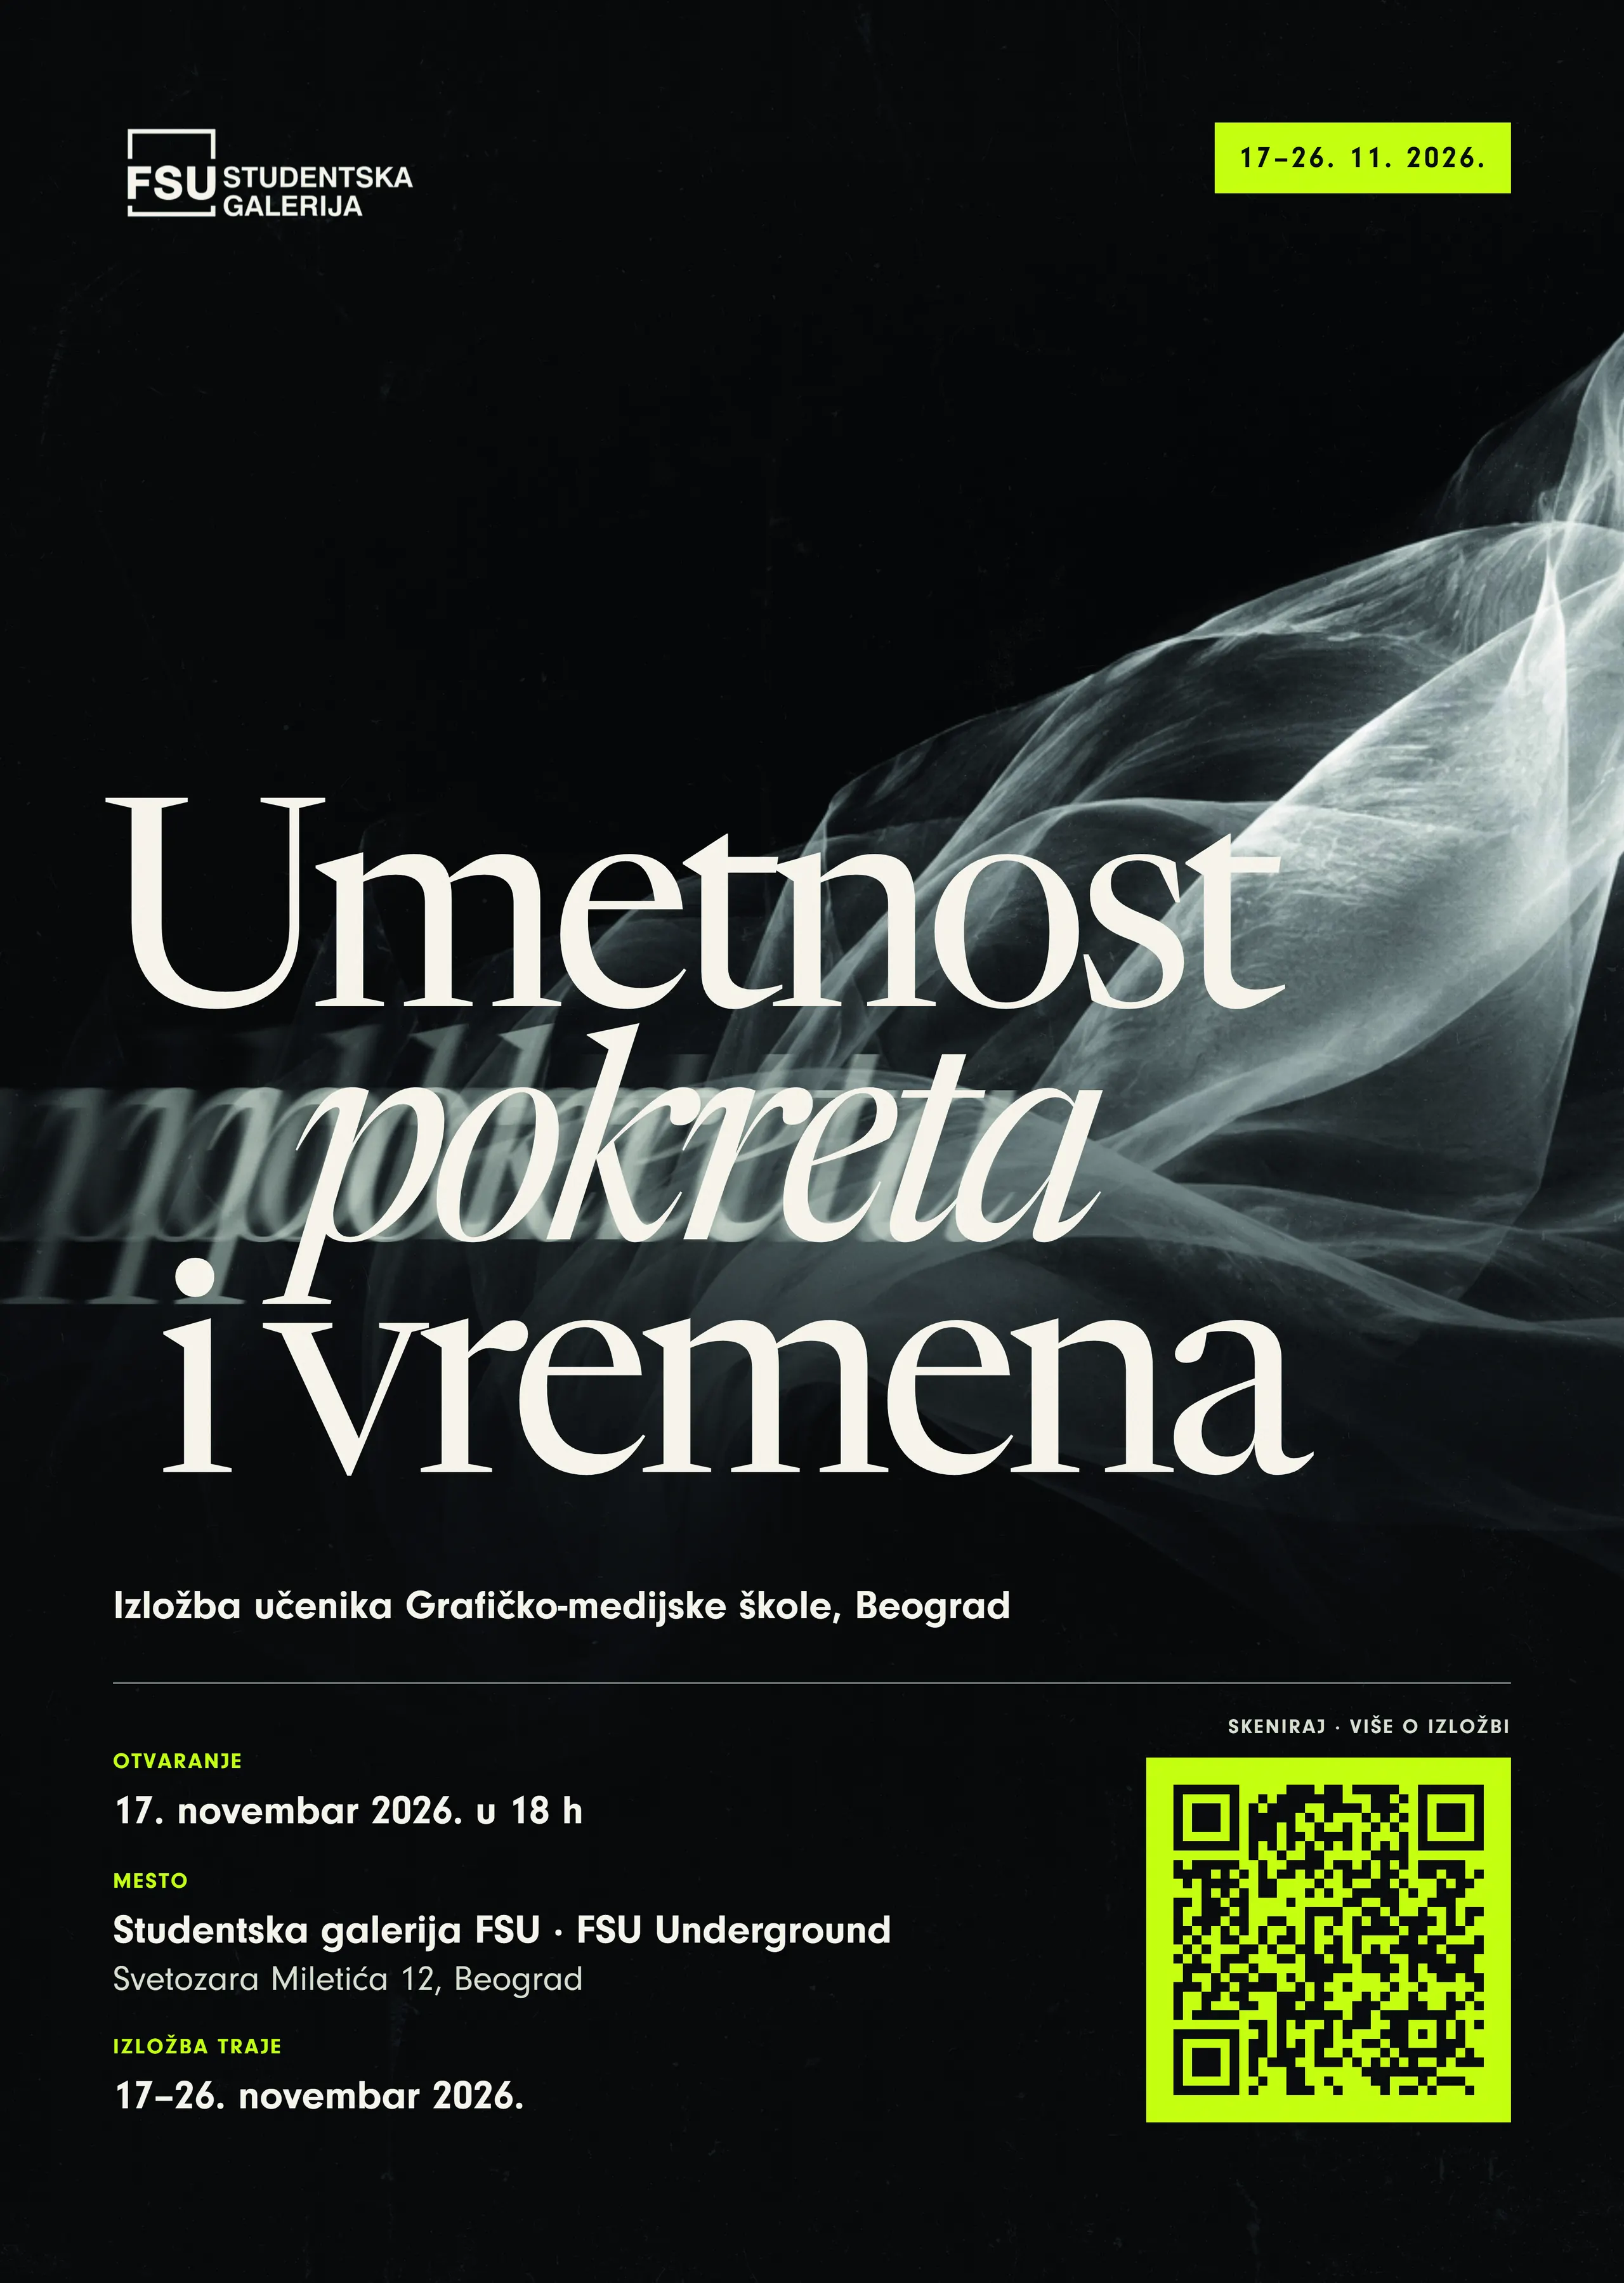 FSU STUDENTSKA
GALERIJA
17–26. 11. 2026.
Umetnost
pokreta
i vremena
Izložba učenika Grafičko-medijske škole, Beograd
SKENIRAJ · VIŠE O IZLOŽBI
OTVARANJE
17. novembar 2026. u 18 h
MESTO
Studentska galerija FSU · FSU Underground
Svetozara Miletića 12, Beograd
IZLOŽBA TRAJE
17–26. novembar 2026.